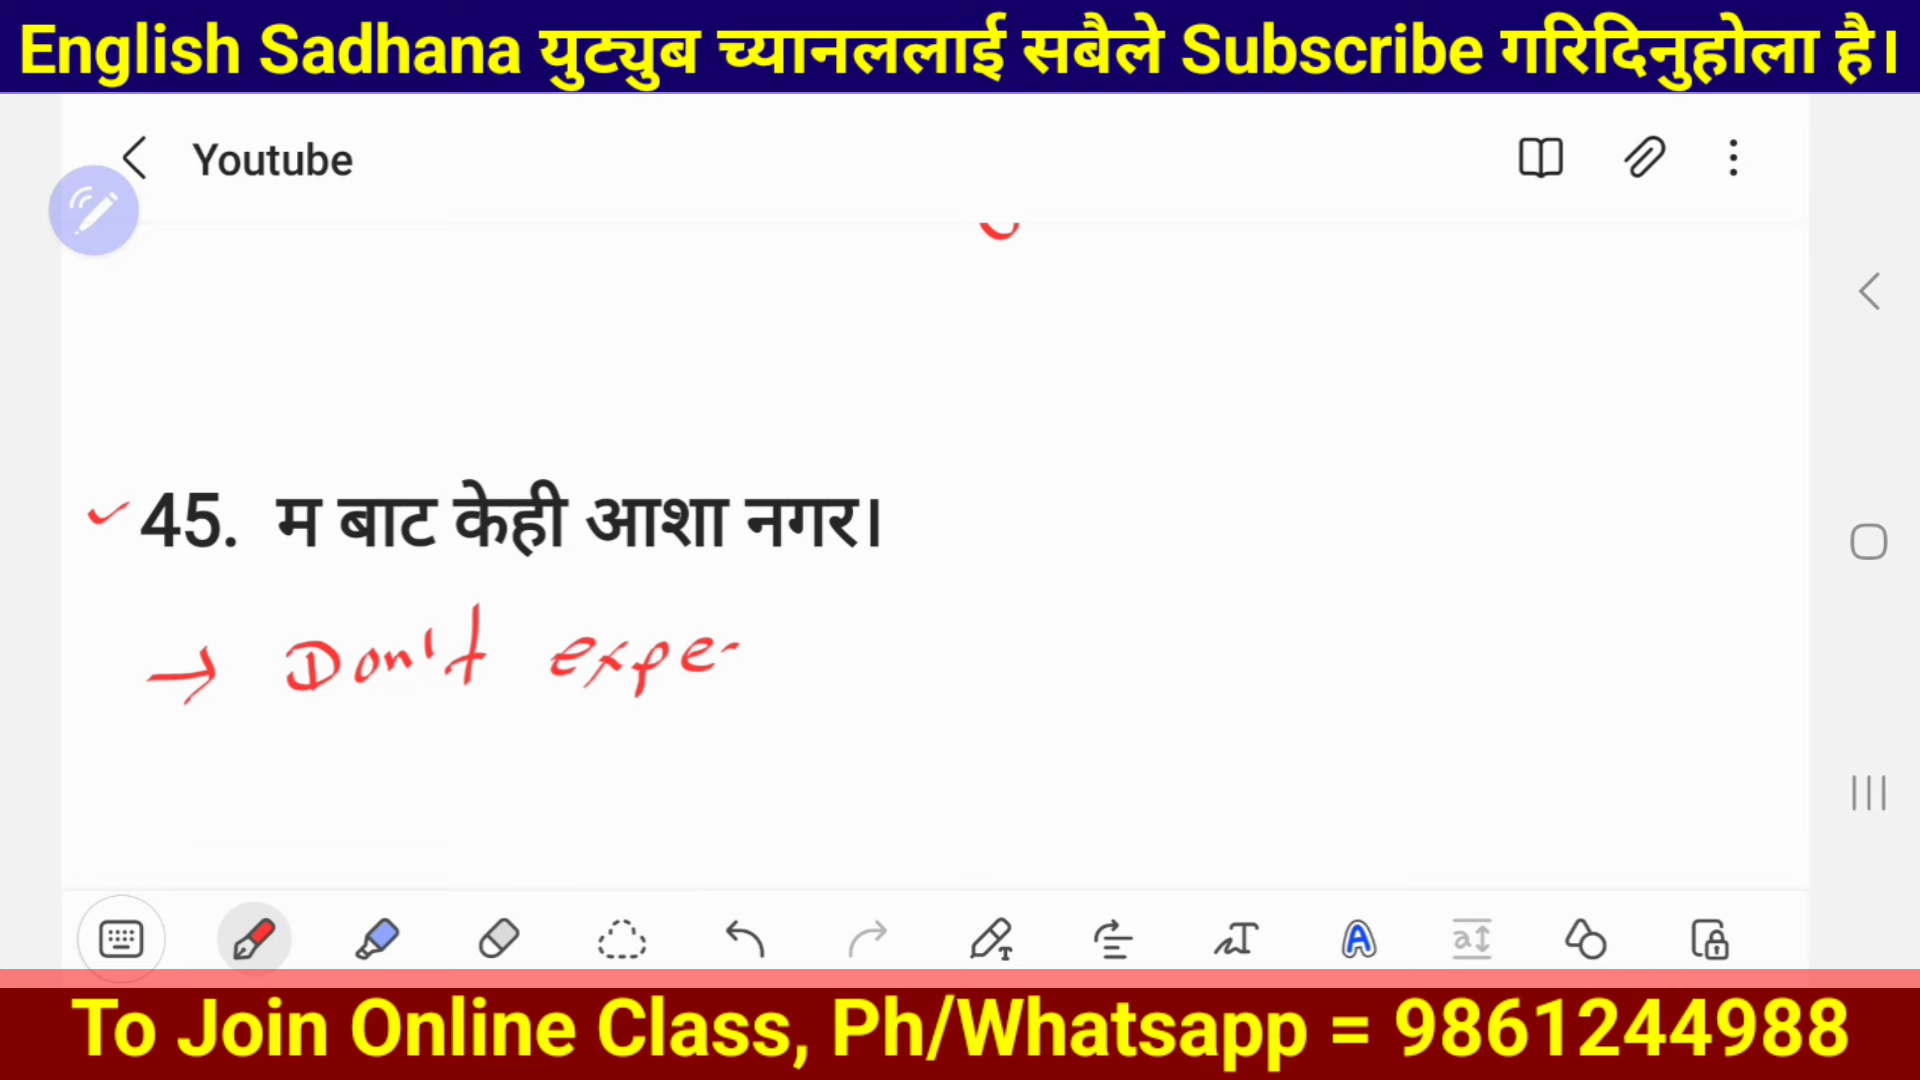 English Sadhana युट्युब च्यानललाई सबैले Subscribe गरिदिनुहोला है।
Youtube
45. म बाट केही आशा नगर।
→ Don't expe
To Join Online Class, Ph/Whatsapp = 9861244988